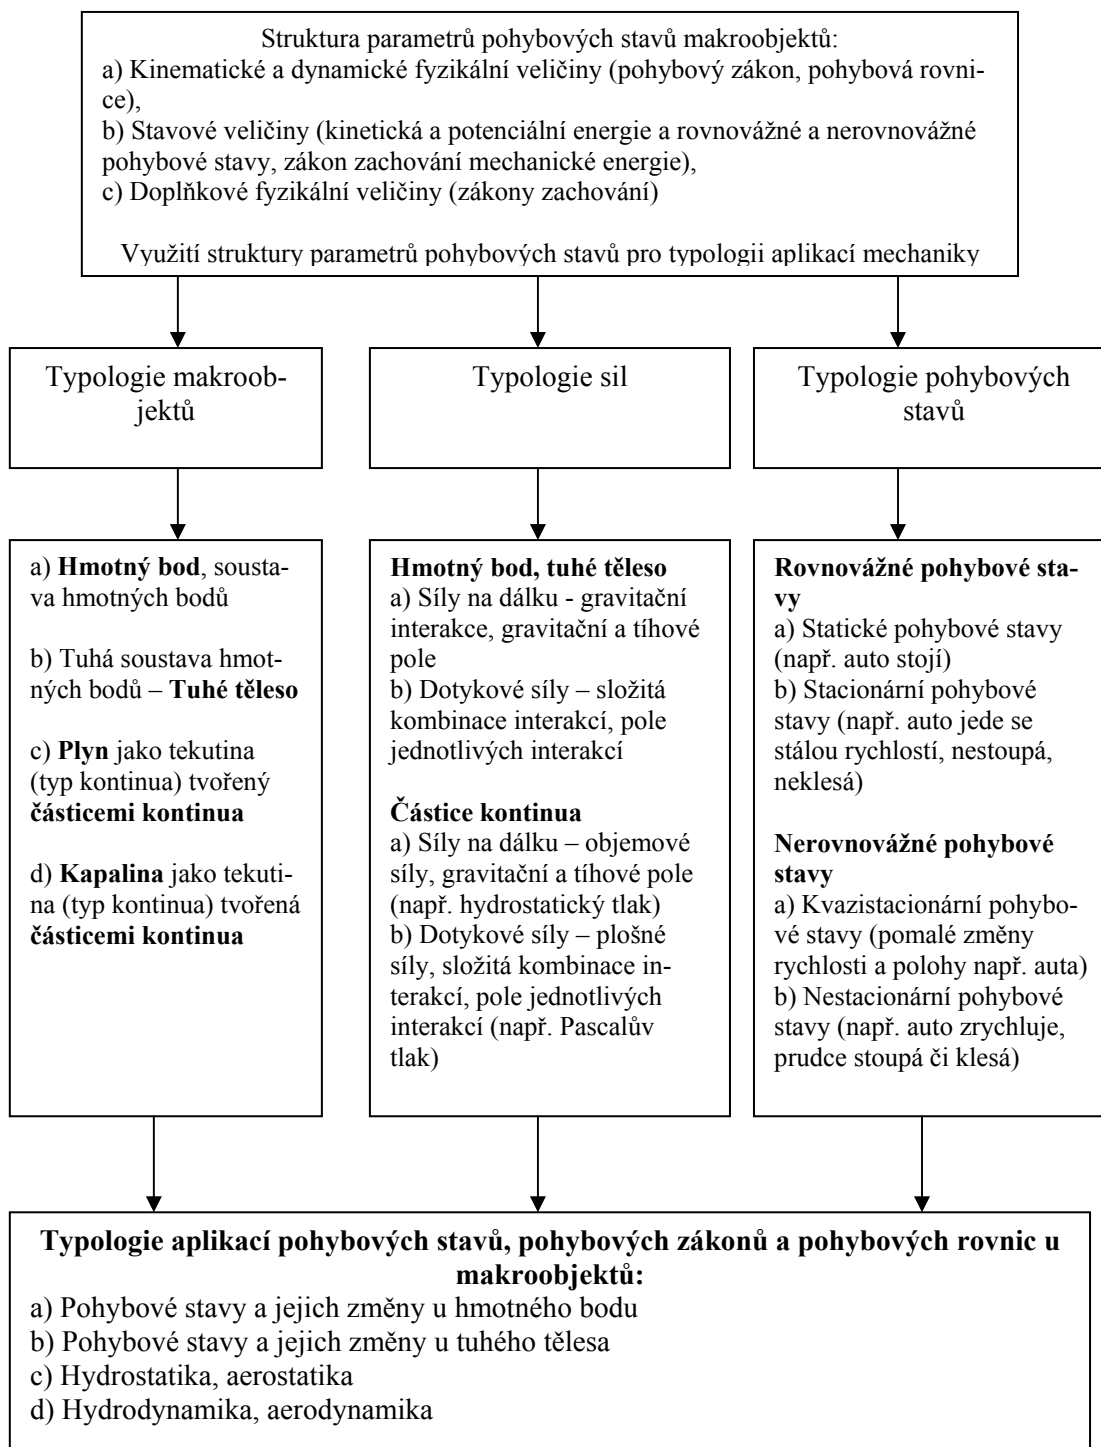 Struktura parametrů pohybových stavů makroobjektů:
a) Kinematické a dynamické fyzikální veličiny (pohybový zákon, pohybová rovni-
ce),
b) Stavové veličiny (kinetická a potenciální energie a rovnovážné a nerovnovážné
pohybové stavy, zákon zachování mechanické energie),
c) Doplňkové fyzikální veličiny (zákony zachování)
Využití struktury parametrů pohybových stavů pro typologii aplikací mechaniky
Typologie makroob-
jektů
Typologie sil
Typologie pohybových
stavů
a) Hmotný bod, sousta-
va hmotných bodů
b) Tuhá soustava hmot-
ných bodů – Tuhé těleso
c) Plyn jako tekutina
(typ kontinua) tvořený
částicemi kontinua
d) Kapalina jako tekuti-
na (typ kontinua) tvořená
částicemi kontinua
Hmotný bod, tuhé těleso
a) Síly na dálku - gravitační
interakce, gravitační a tíhové
pole
b) Dotykové síly – složitá
kombinace interakcí, pole
jednotlivých interakcí
Částice kontinua
a) Síly na dálku – objemové
síly, gravitační a tíhové pole
(např. hydrostatický tlak)
b) Dotykové síly – plošné
síly, složitá kombinace in-
terakcí, pole jednotlivých
interakcí (např. Pascalův
tlak)
Rovnovážné pohybové sta-
vy
a) Statické pohybové stavy
(např. auto stojí)
b) Stacionární pohybové
stavy (např. auto jede se
stálou rychlostí, nestoupá,
neklesá)
Nerovnovážné pohybové
stavy
a) Kvazistacionární pohybo-
vé stavy (pomalé změny
rychlosti a polohy např. auta)
b) Nestacionární pohybové
stavy (např. auto zrychluje,
prudce stoupá či klesá)
Typologie aplikací pohybových stavů, pohybových zákonů a pohybových rovnic u
makroobjektů:
a) Pohybové stavy a jejich změny u hmotného bodu
b) Pohybové stavy a jejich změny u tuhého tělesa
c) Hydrostatika, aerostatika
d) Hydrodynamika, aerodynamika